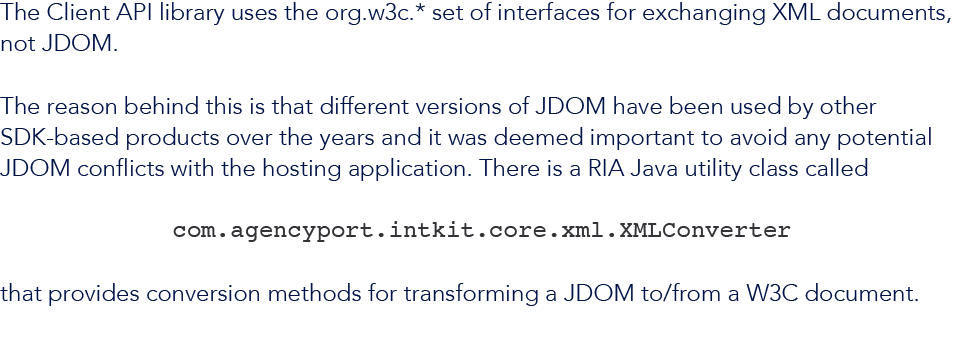 The Client API library uses the org.w3c.* set of interfaces for exchanging XML documents,
not JDOM.
The reason behind this is that different versions of JDOM have been used by other
SDK-based products over the years and it was deemed important to avoid any potential
JDOM conflicts with the hosting application. There is a RIA Java utility class called
com.agencyport.intkit.core.xml.XMLConverter
that provides conversion methods for transforming a JDOM to/from a W3C document.